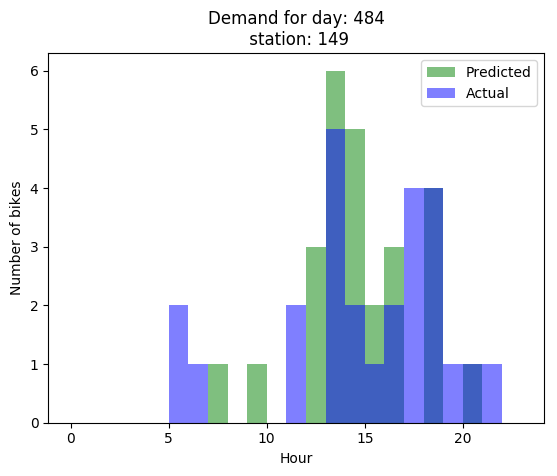 Demand for day: 484
station: 149
Predicted
Actual
Number of bikes
6
5
4
3
2
1
0
0
5
10
15
20
Hour